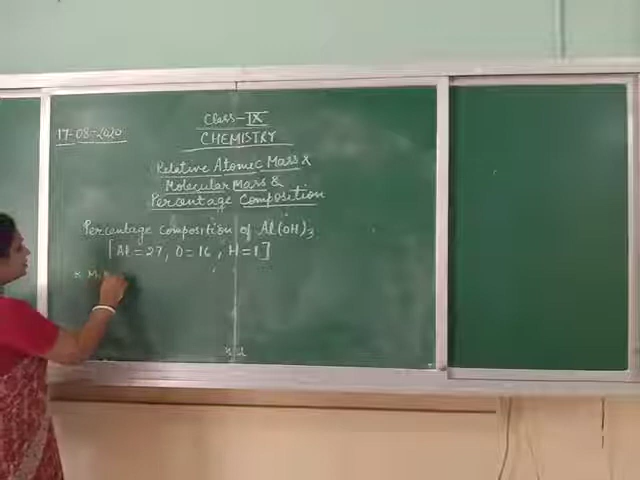 Class-IX
17-08-2020
CHEMISTRY
Relative Atomic Mass &
Molecular Mass &
Percentage Composition
Percentage composition of Al(OH)3
[Al=27, O=16, H=1]